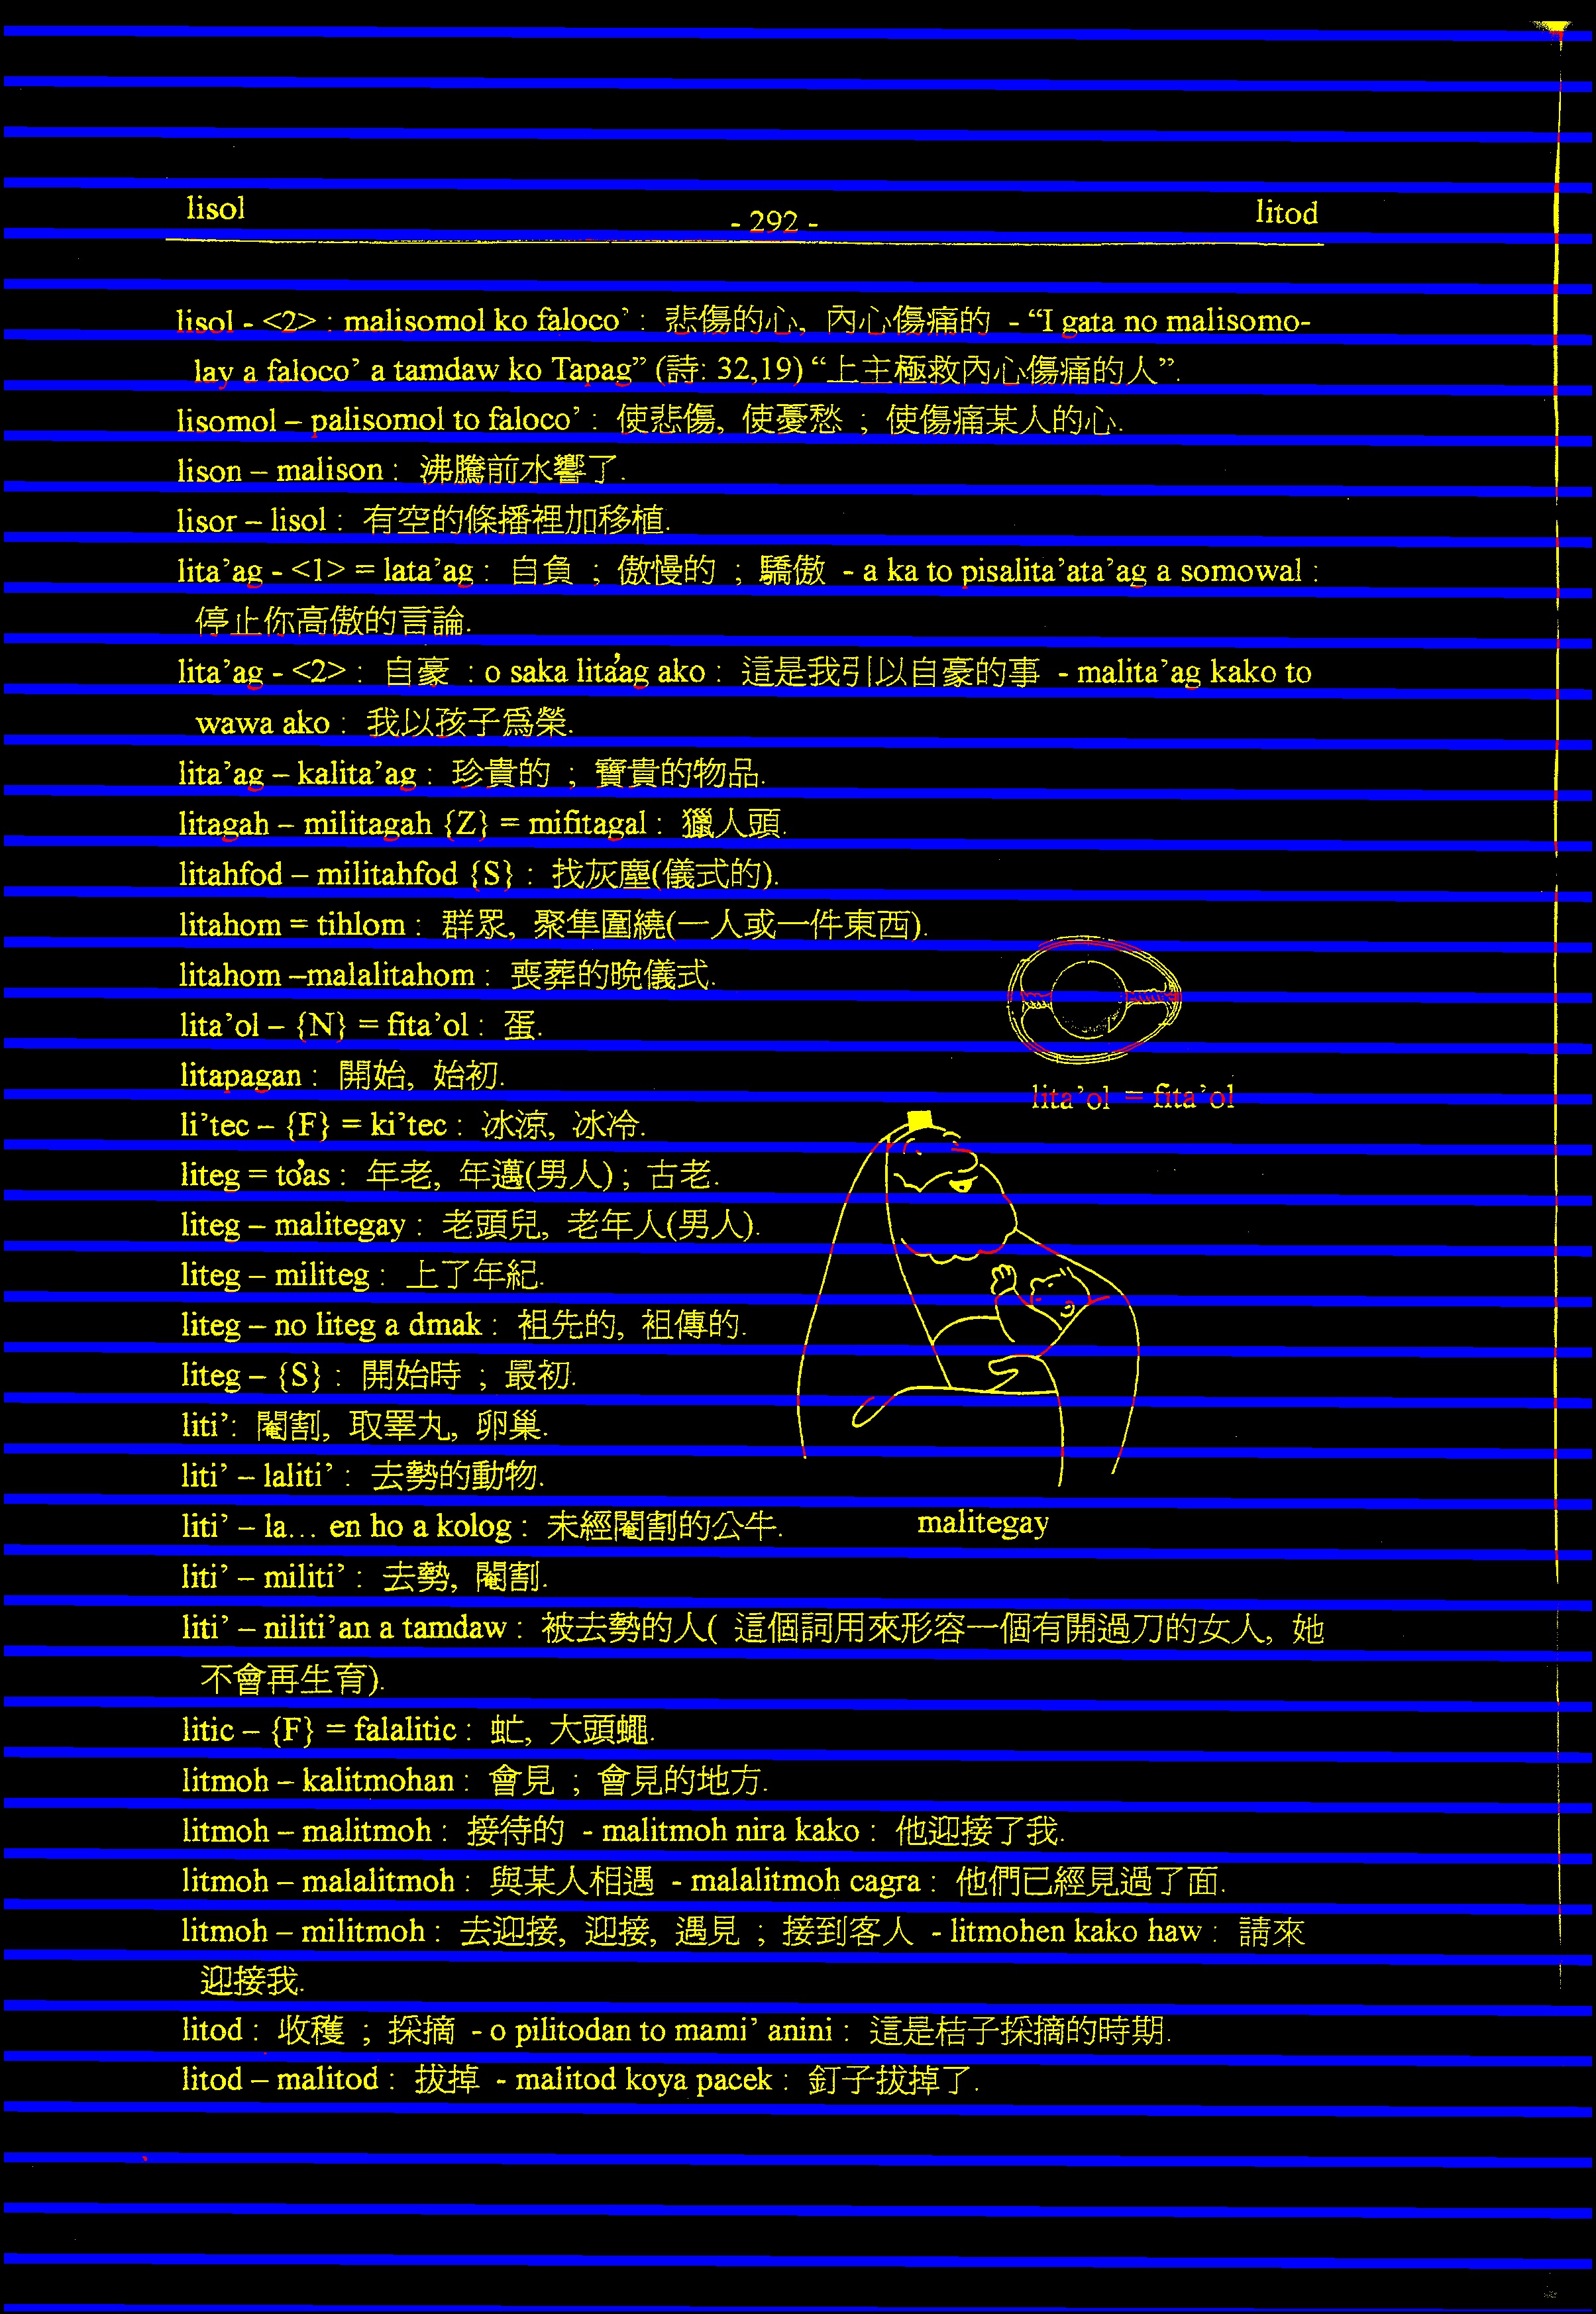 lisol
- 292 -
litod
lisol - <2> : malisomol ko faloco’ : 悲傷的心, 內心傷痛的 - “I gata no malisomo-
lay a faloco’ a tamdaw ko Tapag” (詩: 32,19) “上主極救內心傷痛的人”.
lisomol – palisomol to faloco’ : 使悲傷, 使憂愁 ; 使傷痛某人的心.
lison – malison : 沸騰前水響了.
lisor – lisol : 有空的條播裡加移植.
lita’ag - <1> = lata’ag : 自負 ; 傲慢的 ; 驕傲 - a ka to pisalita’ata’ag a somowal :
停止你高傲的言論.
lita’ag - <2> : 自豪 : o saka lita’ag ako : 這是我引以自豪的事 - malita’ag kako to
wawa ako : 我以孩子為榮.
lita’ag – kalita’ag : 珍貴的 ; 寶貴的物品.
litagah – militagah {Z} = mifitagal : 獵人頭.
litahfod – militahfod {S} : 找灰塵(儀式的).
litahom = tihlom : 群眾, 聚隼圍繞(一人或一件東西).
litahom –malalitahom : 喪葬的晚儀式.
lita’ol – {N} = fita’ol : 蛋.
litapagan : 開始, 始初.
lita’ol = fita’ol
li’tec – {F} = ki’tec : 冰涼, 冰冷.
liteg = to’as : 年老, 年邁(男人) ; 古老.
liteg – malitegay : 老頭兒, 老年人(男人).
liteg – militeg : 上了年紀.
liteg – no liteg a dmak : 祖先的, 祖傳的.
liteg – {S} : 開始時 ; 最初.
liti’: 閹割, 取睪丸, 卵巢.
liti’ – laliti’ : 去勢的動物.
liti’ – la... en ho a kolog : 未經閹割的公牛.
malitegay
liti’ – militi’ : 去勢, 閹割.
liti’ – niliti’an a tamdaw : 被去勢的人( 這個詞用來形容一個有開過刀的女人, 她
不會再生育).
litic – {F} = falalitic : 虻, 大頭蠅.
litmoh – kalitmohan : 會見 ; 會見的地方.
litmoh – malitmoh : 接待的 - malitmoh nira kako : 他迎接了我.
litmoh – malalitmoh : 與某人相遇 - malalitmoh cagra : 他們已經見過了面.
litmoh – militmoh : 去迎接, 迎接, 遇見 ; 接到客人 - litmohen kako haw : 請來
迎接我.
litod : 收穫 ; 採摘 - o pilitodan to mami’ anini : 這是桔子採摘的時期.
litod – malitod : 拔掉 - malitod koya pacek : 釘子拔掉了.